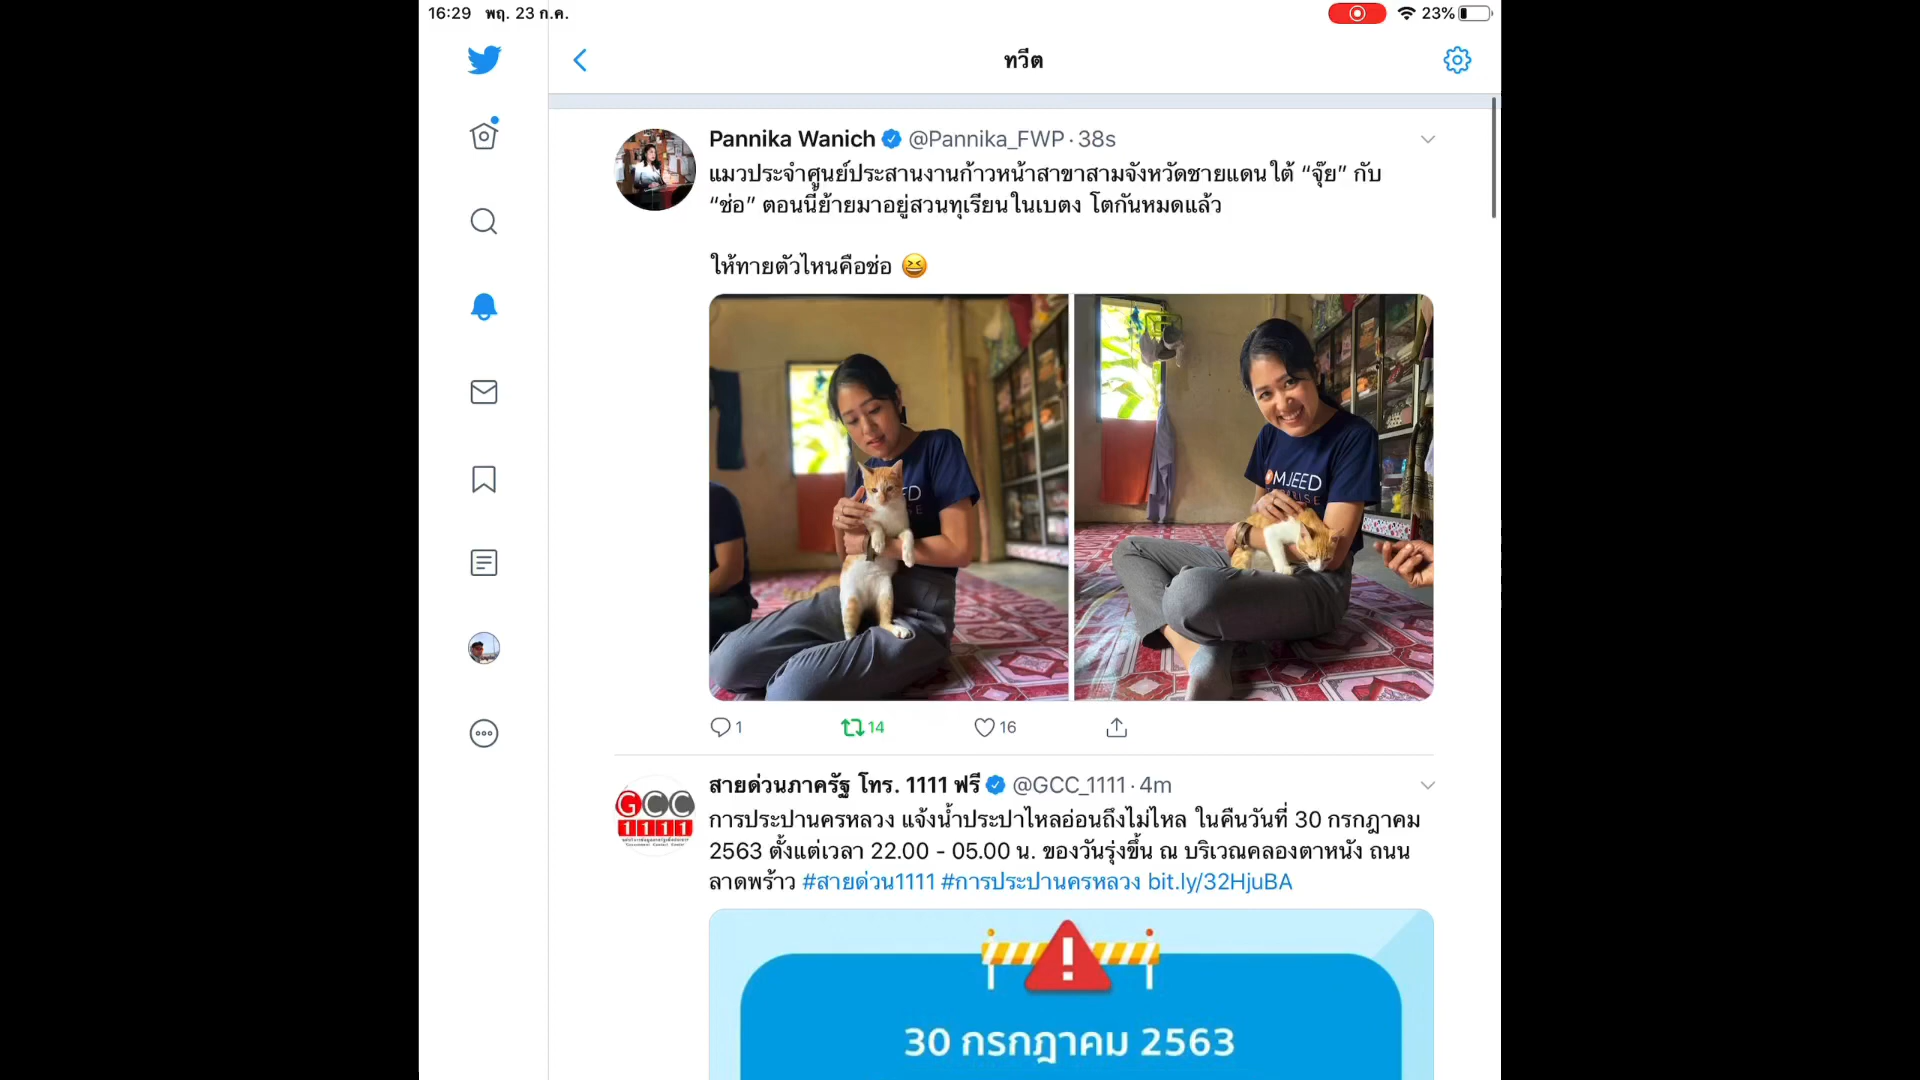 16:29 พฤ. 23 ก.ค.
23%
ทวีต
Pannika Wanich @Pannika_FWP · 38s
แมวประจำศูนย์ประสานงานก้าวหน้าสาขาสามจังหวัดชายแดนใต้ “จุ๊ย” กับ
“ช่อ” ตอนนี้ย้ายมาอยู่สวนทุเรียนในเบตง โตกันหมดแล้ว
ให้ทายตัวไหนคือช่อ 😆
OMJEED
1 14 16
สายด่วนภาครัฐ โทร. 1111 ฟรี @GCC_1111 · 4m
GCC
1111
การประปานครหลวง แจ้งน้ำประปาไหลอ่อนถึงไม่ไหล ในคืนวันที่ 30 กรกฎาคม
2563 ตั้งแต่เวลา 22.00 - 05.00 น. ของวันรุ่งขึ้น ณ บริเวณคลองตาหนัง ถนน
ลาดพร้าว #สายด่วน1111 #การประปานครหลวง bit.ly/32HjuBA
30 กรกฎาคม 2563